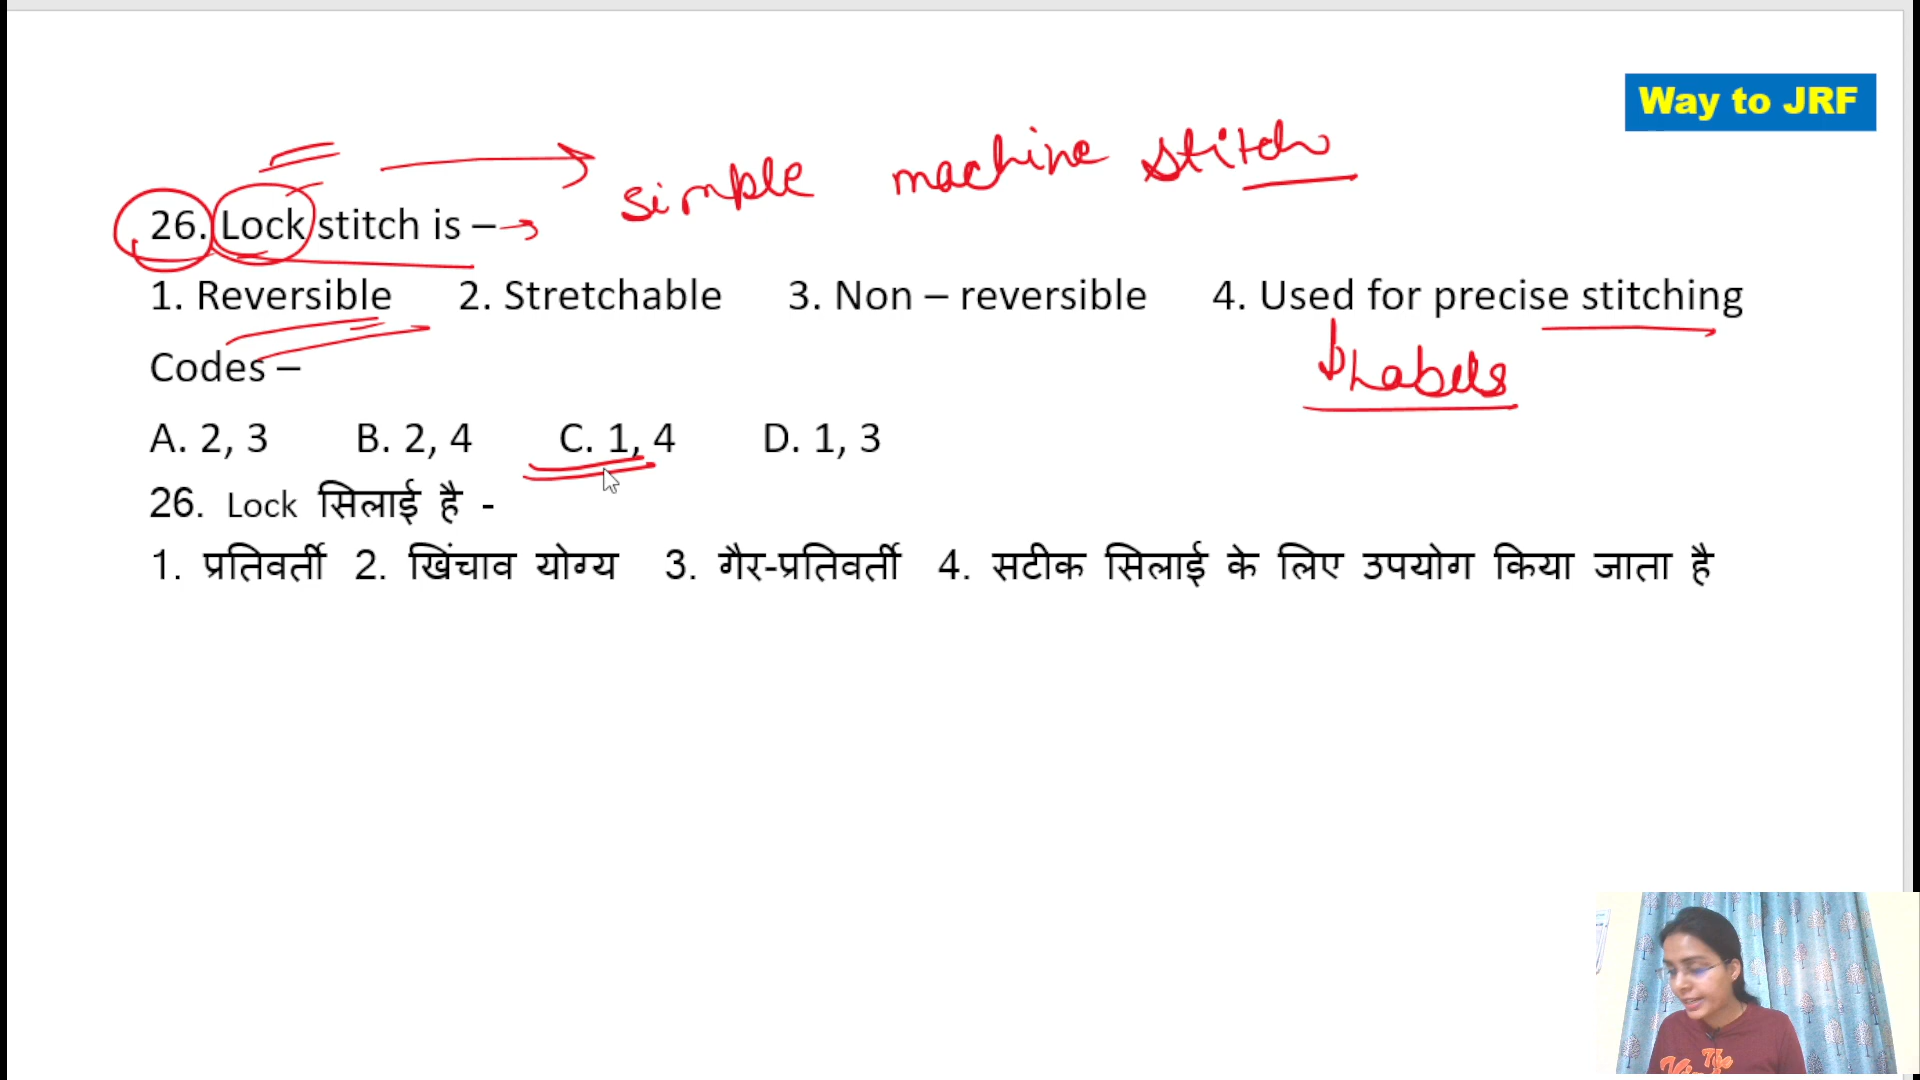 Way to JRF
simple machine stitch
26. Lock stitch is –
1. Reversible 2. Stretchable 3. Non – reversible 4. Used for precise stitching
Codes –
Labels
A. 2, 3 B. 2, 4 C. 1, 4 D. 1, 3
26. Lock सिलाई है -
1. प्रतिवर्ती 2. खिंचाव योग्य 3. गैर-प्रतिवर्ती 4. सटीक सिलाई के लिए उपयोग किया जाता है